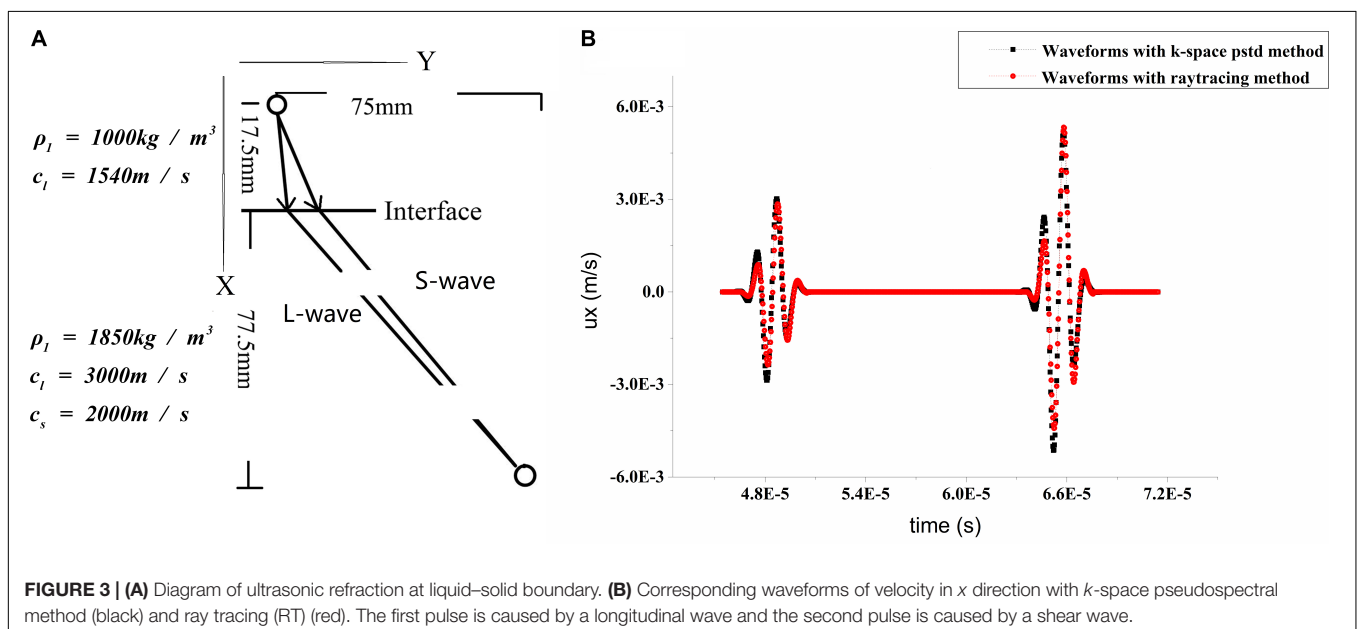 A
Y
75mm
17.5mm
ρ₁ = 1000kg / m³
c_l = 1540m / s
Interface
X
S-wave
L-wave
77.5mm
ρ₁ = 1850kg / m³
c_l = 3000m / s
c_s = 2000m / s
B
Waveforms with k-space pstd method
Waveforms with raytracing method
6.0E-3
3.0E-3
0.0
-3.0E-3
-6.0E-3
ux (m/s)
4.8E-5 5.4E-5 6.0E-5 6.6E-5 7.2E-5
time (s)
FIGURE 3 | (A) Diagram of ultrasonic refraction at liquid–solid boundary. (B) Corresponding waveforms of velocity in x direction with k-space pseudospectral
method (black) and ray tracing (RT) (red). The first pulse is caused by a longitudinal wave and the second pulse is caused by a shear wave.